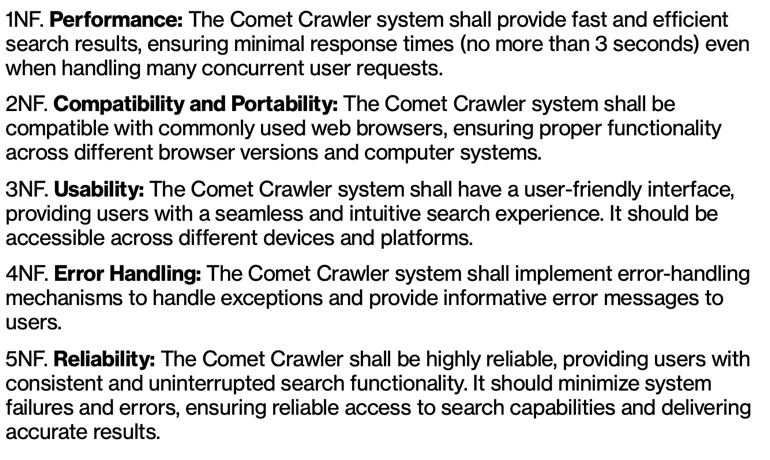 1NF. Performance: The Comet Crawler system shall provide fast and efficient
search results, ensuring minimal response times (no more than 3 seconds) even
when handling many concurrent user requests.
2NF. Compatibility and Portability: The Comet Crawler system shall be
compatible with commonly used web browsers, ensuring proper functionality
across different browser versions and computer systems.
3NF. Usability: The Comet Crawler system shall have a user-friendly interface,
providing users with a seamless and intuitive search experience. It should be
accessible across different devices and platforms.
4NF. Error Handling: The Comet Crawler system shall implement error-handling
mechanisms to handle exceptions and provide informative error messages to
users.
5NF. Reliability: The Comet Crawler shall be highly reliable, providing users with
consistent and uninterrupted search functionality. It should minimize system
failures and errors, ensuring reliable access to search capabilities and delivering
accurate results.